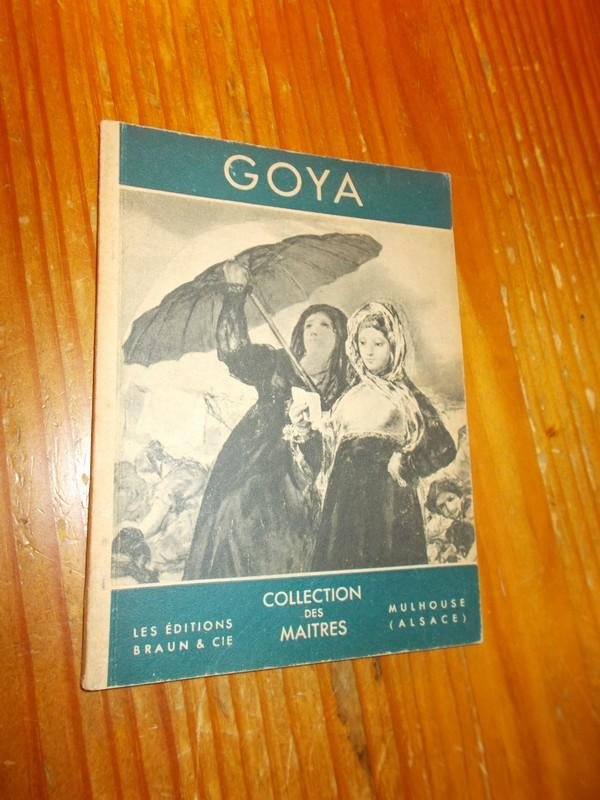 GOYA
LES ÉDITIONS
BRAUN & CIE
COLLECTION
DES
MAITRES
MULHOUSE
(ALSACE)